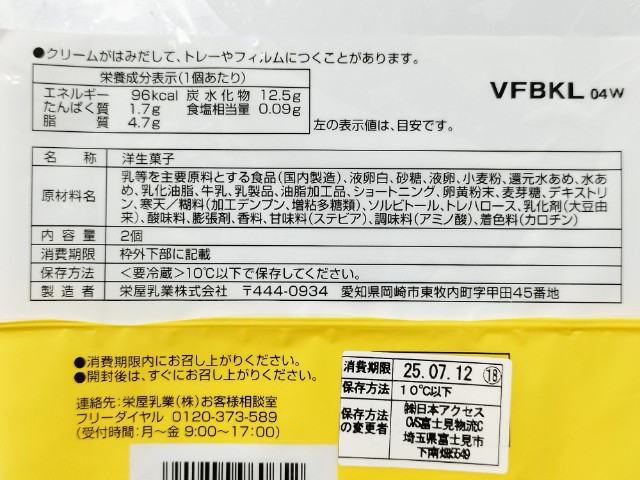 ●クリームがはみだして、トレーやフィルムにつくことがあります。
栄養成分表示(1個あたり)
エネルギー 96kcal 炭水化物 12.5g
たんぱく質 1.7g 食塩相当量 0.09g
脂質 4.7g
左の表示値は、目安です。
VFBKL 04W
名称 洋生菓子
原材料名 乳等を主要原料とする食品(国内製造)、液卵白、砂糖、液卵、小麦粉、還元水あめ、水あ
め、乳化油脂、牛乳、乳製品、油脂加工品、ショートニング、卵黄粉末、麦芽糖、デキストリ
ン、寒天/糊料(加工デンプン、増粘多糖類)、ソルビトール、トレハロース、乳化剤(大豆由
来)、酸味料、膨張剤、香料、甘味料(ステビア)、調味料(アミノ酸)、着色料(カロチン)
内容量 2個
消費期限 枠外下部に記載
保存方法 <要冷蔵>10℃以下で保存してください。
製造者 栄屋乳業株式会社 〒444-0934 愛知県岡崎市東牧内町字甲田45番地
●消費期限内にお召し上がりください。
●開封後は、すぐにお召し上がりください。
連絡先:栄屋乳業(株)お客様相談室
フリーダイヤル 0120-373-589
(受付時間:月~金 9:00~17:00)
消費期限 25.07.12 ⑱
保存方法 10℃以下
保存方法の変更者 ㈱日本アクセス
CVS富士見物流C
埼玉県富士見市
下南畑5549